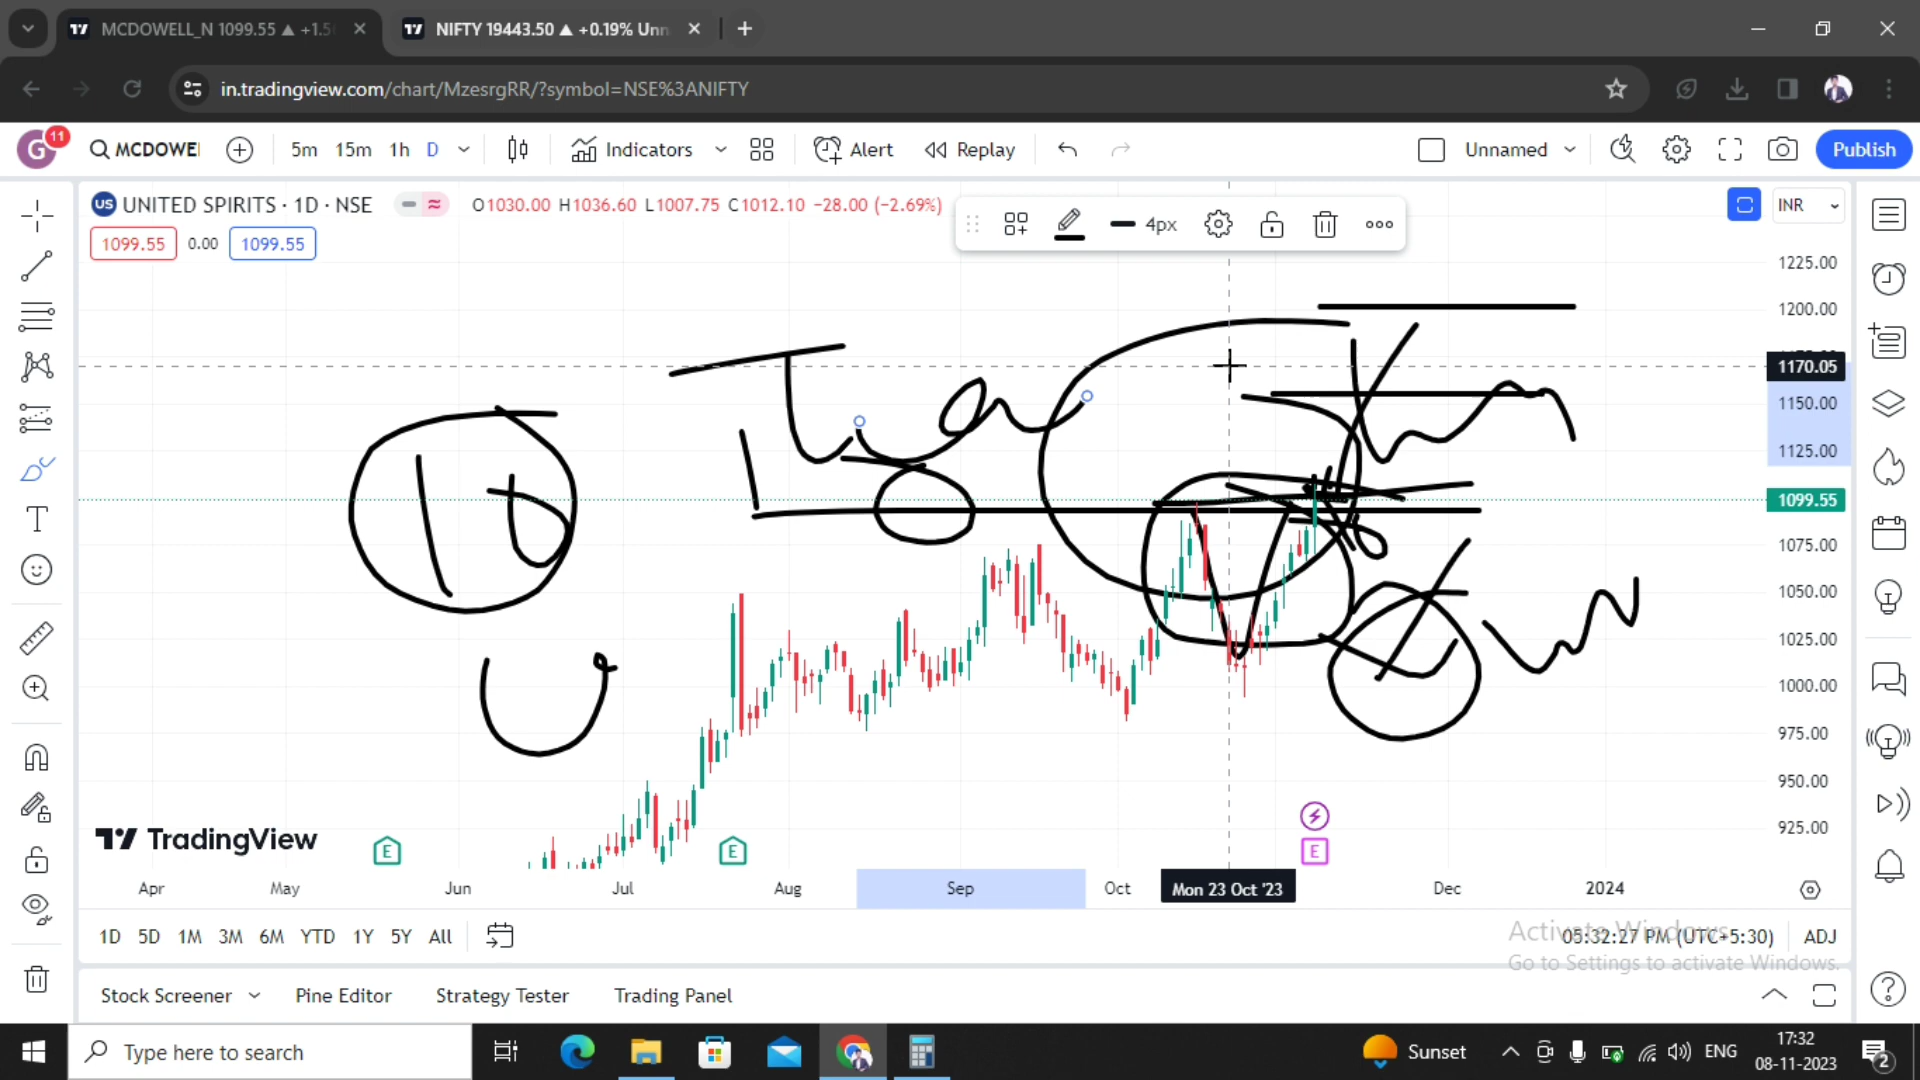 MCDOWELL_N 1099.55 ▲ +1.5
NIFTY 19443.50 ▲ +0.19% Unn
in.tradingview.com/chart/MzesrgRR/?symbol=NSE%3ANIFTY
G 11 MCDOWEL 5m 15m 1h D Indicators Alert Replay Unnamed Publish
US UNITED SPIRITS · 1D · NSE O1030.00 H1036.60 L1007.75 C1012.10 −28.00 (−2.69%) 4px INR
1099.55 0.00 1099.55
1225.00
1200.00
1170.05
1150.00
1125.00
1099.55
1075.00
1050.00
1025.00
1000.00
975.00
950.00
925.00
1D
TradingView
E E E
Apr May Jun Jul Aug Sep Oct Mon 23 Oct '23 Dec 2024
1D 5D 1M 3M 6M YTD 1Y 5Y All 05:32:27 PM (UTC+5:30) ADJ
Activate Windows
Go to Settings to activate Windows.
Stock Screener Pine Editor Strategy Tester Trading Panel
Type here to search Sunset ENG 17:32
08-11-2023 2